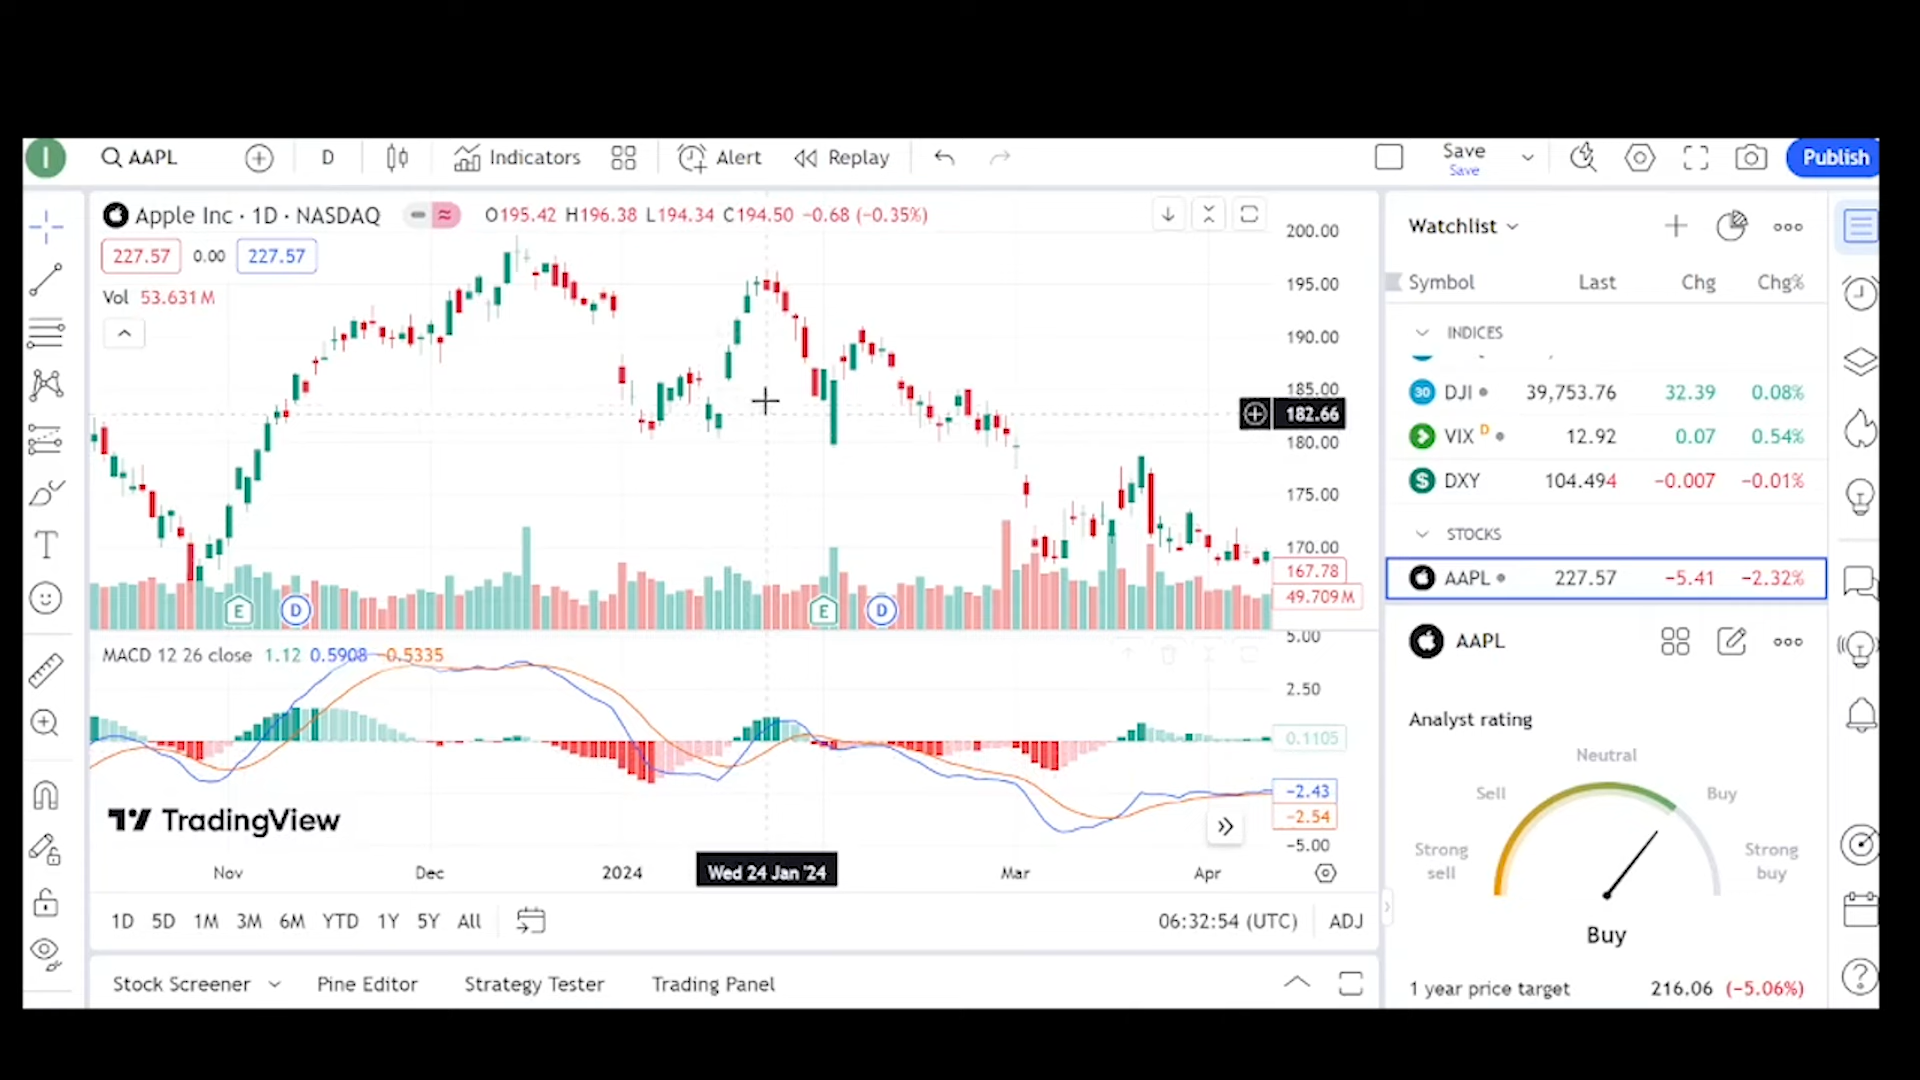 I AAPL D Indicators Alert Replay Save Publish
Save
Apple Inc · 1D · NASDAQ O195.42 H196.38 L194.34 C194.50 −0.68 (−0.35%)
227.57 0.00 227.57
Vol 53.631 M
200.00
195.00
190.00
185.00
182.66
180.00
175.00
170.00
167.78
49.709 M
E D E D
MACD 12 26 close 1.12 0.5908 −0.5335
5.00
2.50
0.1105
−2.43
−2.54
−5.00
TradingView
Nov Dec 2024 Wed 24 Jan '24 Mar Apr
1D 5D 1M 3M 6M YTD 1Y 5Y All 06:32:54 (UTC) ADJ
Stock Screener Pine Editor Strategy Tester Trading Panel
Watchlist
Symbol Last Chg Chg%
INDICES
30 DJI 39,753.76 32.39 0.08%
VIX D 12.92 0.07 0.54%
$ DXY 104.494 −0.007 −0.01%
STOCKS
AAPL 227.57 −5.41 −2.32%
AAPL
Analyst rating
Neutral
Sell Buy
Strong sell Strong buy
Buy
1 year price target 216.06 (−5.06%)